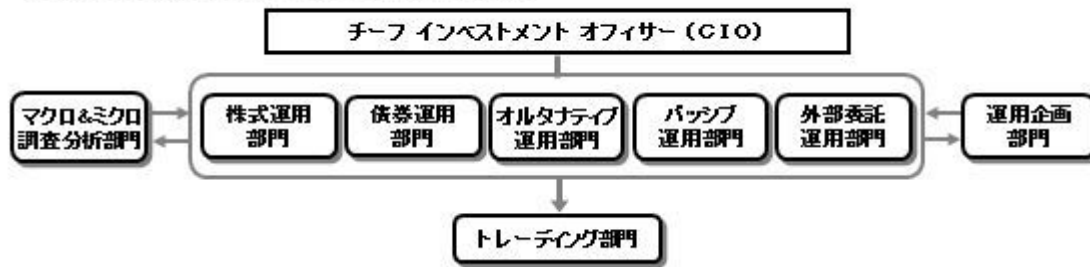 チーフ インベストメント オフィサー (CIO)
マクロ&ミクロ
調査分析部門
株式運用
部門
債券運用
部門
オルタナティブ
運用部門
パッシブ
運用部門
外部委託
運用部門
運用企画
部門
トレーディング部門